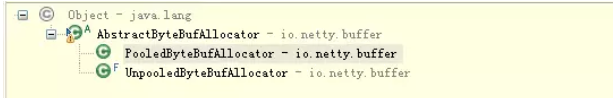 Object - java.lang
A AbstractByteBufAllocator - io.netty.buffer
PooledByteBufAllocator - io.netty.buffer
F UnpooledByteBufAllocator - io.netty.buffer